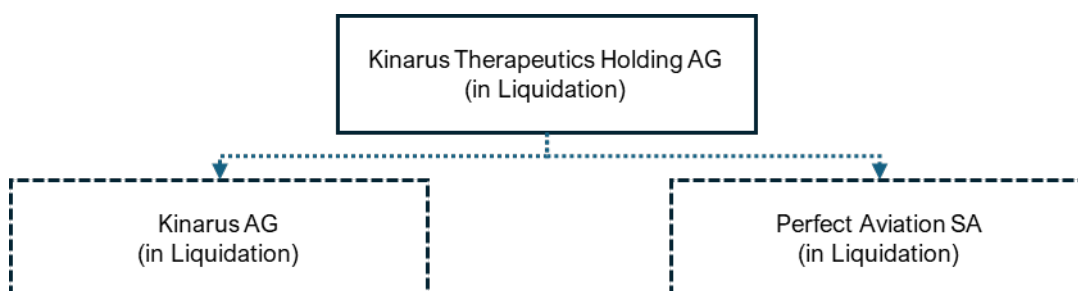 Kinarus Therapeutics Holding AG
(in Liquidation)
Kinarus AG
(in Liquidation)
Perfect Aviation SA
(in Liquidation)